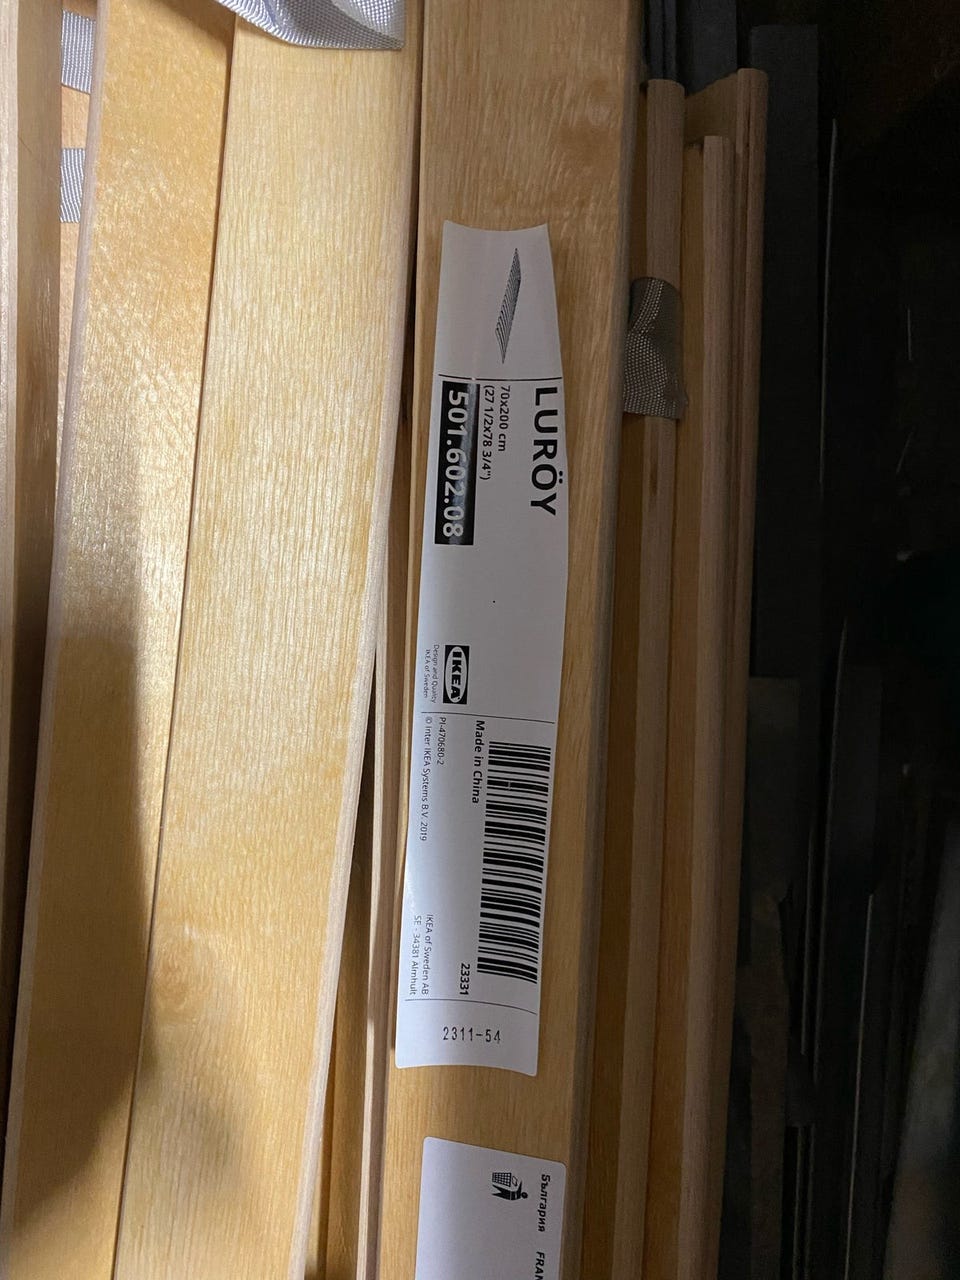 LURÖY
70x200 cm
(27 1/2x78 3/4")
501.602.08
IKEA
Design and Quality
IKEA of Sweden
Made in China
PI-470680-2
© Inter IKEA Systems B.V. 2019
23331
IKEA of Sweden AB
SE - 34381 Älmhult
2311-54
България FRAN